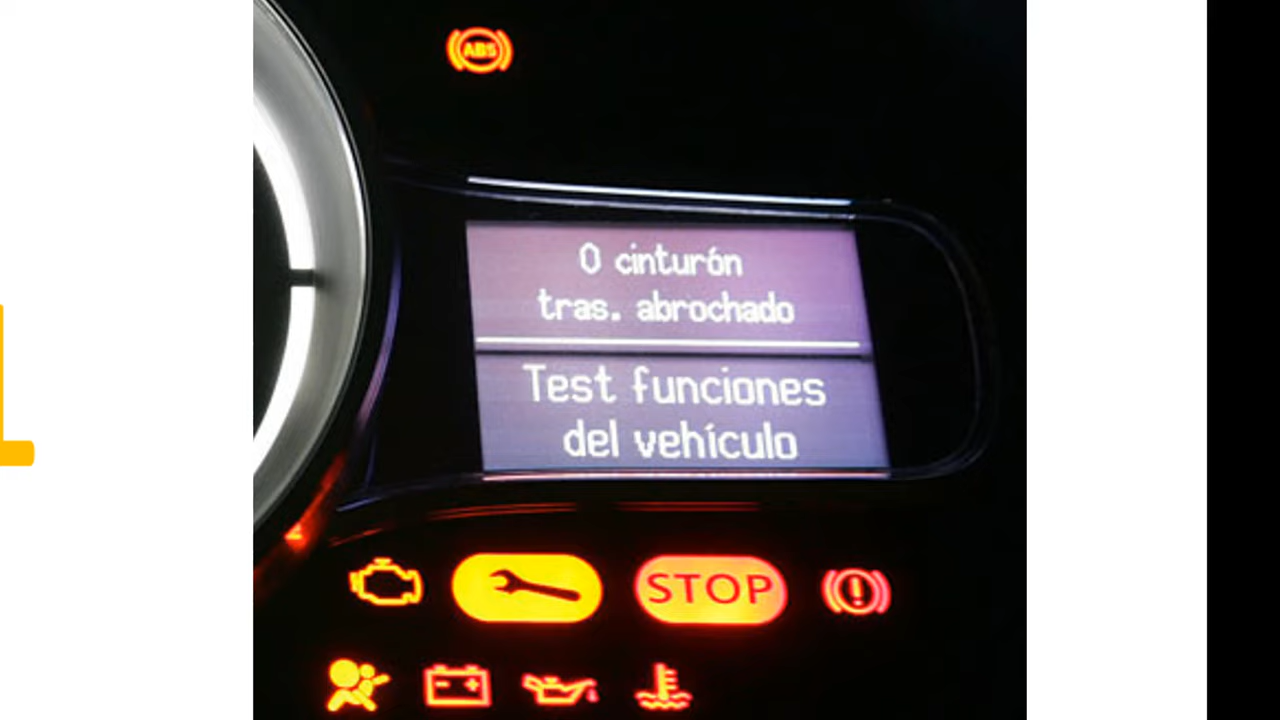 ABS
0 cinturón
tras. abrochado
Test funciones
del vehículo
STOP